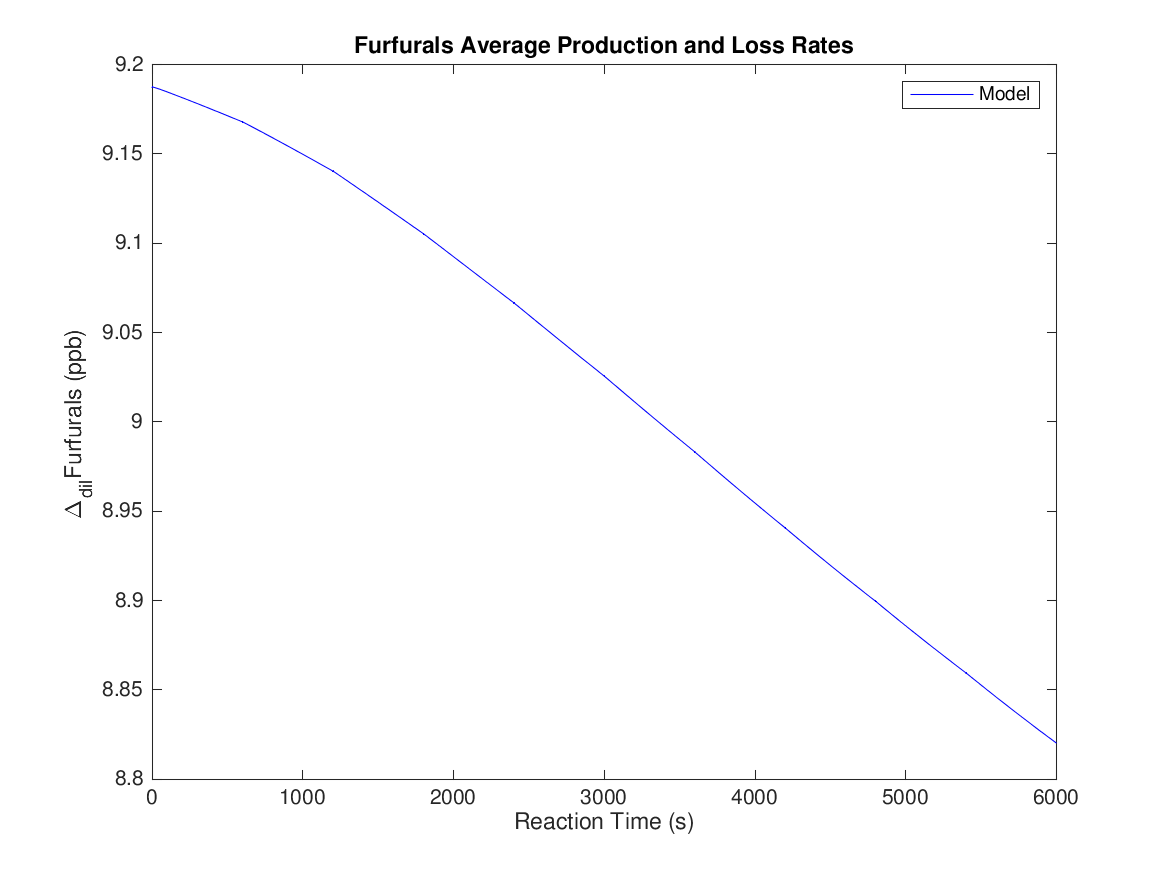 Furfurals Average Production and Loss Rates
9.2
9.15
9.1
9.05
9
8.95
8.9
8.85
8.8
Δ_dil Furfurals (ppb)
Model
0 1000 2000 3000 4000 5000 6000
Reaction Time (s)